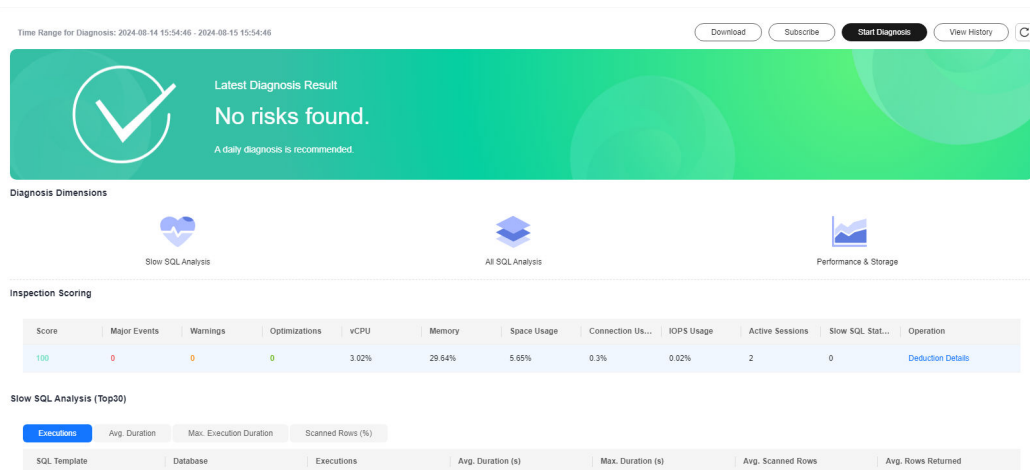 Time Range for Diagnosis: 2024-08-14 15:54:46 - 2024-08-15 15:54:46
Download
Subscribe
Start Diagnosis
View History
Latest Diagnosis Result
No risks found.
A daily diagnosis is recommended.
Diagnosis Dimensions
Slow SQL Analysis
All SQL Analysis
Performance & Storage
Inspection Scoring
Score Major Events Warnings Optimizations vCPU Memory Space Usage Connection Us... IOPS Usage Active Sessions Slow SQL Stat... Operation
100 0 0 0 3.02% 29.64% 5.65% 0.3% 0.02% 2 0 Deduction Details
Slow SQL Analysis (Top30)
Executions Avg. Duration Max. Execution Duration Scanned Rows (%)
SQL Template Database Executions Avg. Duration (s) Max. Duration (s) Avg. Scanned Rows Avg. Rows Returned